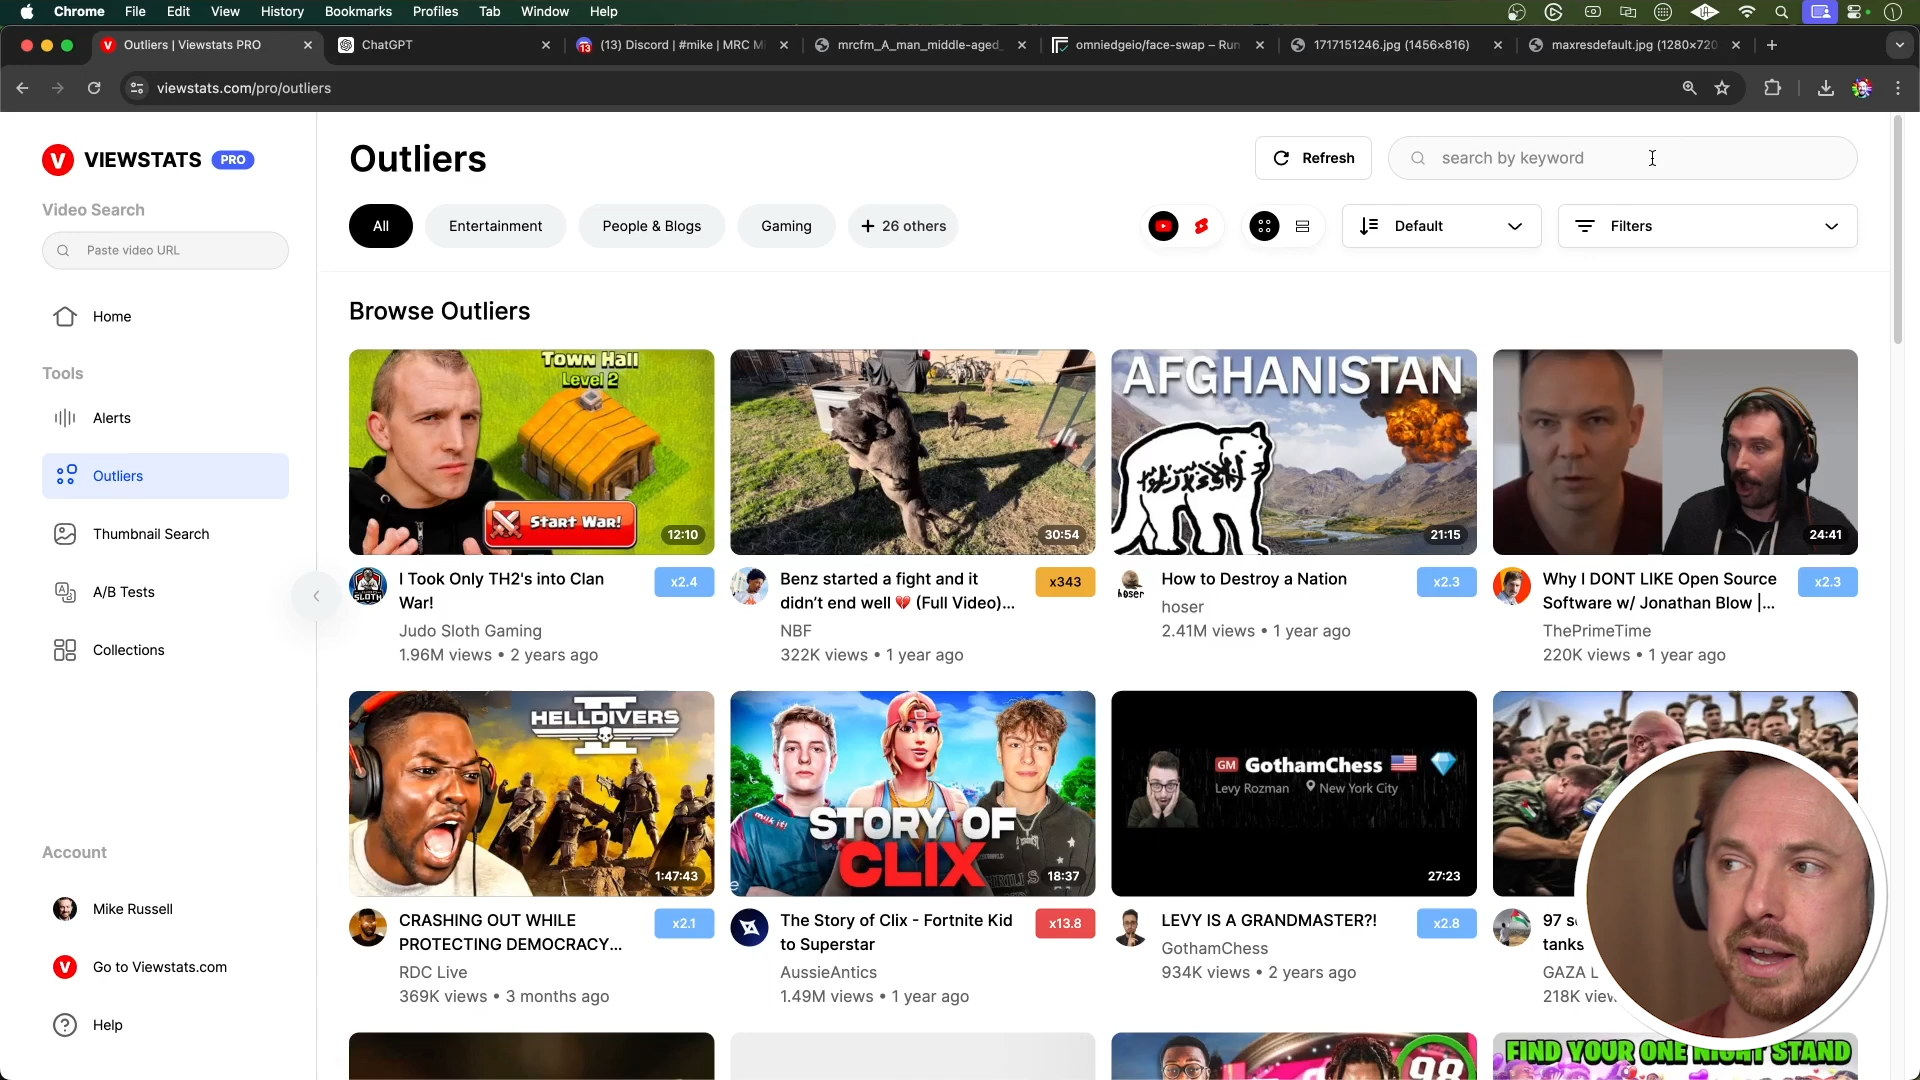 Chrome File Edit View History Bookmarks Profiles Tab Window Help
Outliers | Viewstats PRO
ChatGPT
(13) Discord | #mike | MRC M
mrcfm_A_man_middle-aged_
omniedgeio/face-swap – Run
1717151246.jpg (1456×816)
maxresdefault.jpg (1280×720
viewstats.com/pro/outliers
V VIEWSTATS PRO
Video Search
Paste video URL
Home
Tools
Alerts
Outliers
Thumbnail Search
A/B Tests
Collections
Account
Mike Russell
Go to Viewstats.com
Help
Outliers
Refresh
search by keyword
All
Entertainment
People & Blogs
Gaming
+ 26 others
Default
Filters
Browse Outliers
Town Hall
Level 2
Start War!
12:10
I Took Only TH2's into Clan
War!
x2.4
Judo Sloth Gaming
1.96M views • 2 years ago
30:54
Benz started a fight and it
didn’t end well 💔 (Full Video)...
x343
NBF
322K views • 1 year ago
AFGHANISTAN
21:15
How to Destroy a Nation
x2.3
hoser
hoser
2.41M views • 1 year ago
24:41
Why I DONT LIKE Open Source
Software w/ Jonathan Blow |...
x2.3
ThePrimeTime
220K views • 1 year ago
HELLDIVERS
II
1:47:43
CRASHING OUT WHILE
PROTECTING DEMOCRACY...
x2.1
RDC Live
369K views • 3 months ago
milk it!
STORY OF
CLIX
18:37
The Story of Clix - Fortnite Kid
to Superstar
x13.8
AussieAntics
1.49M views • 1 year ago
GM GothamChess
Levy Rozman New York City
27:23
LEVY IS A GRANDMASTER?!
x2.8
GothamChess
934K views • 2 years ago
97
tanks
GAZA L
218K
98
FIND YOUR ONE NIGHT STAND